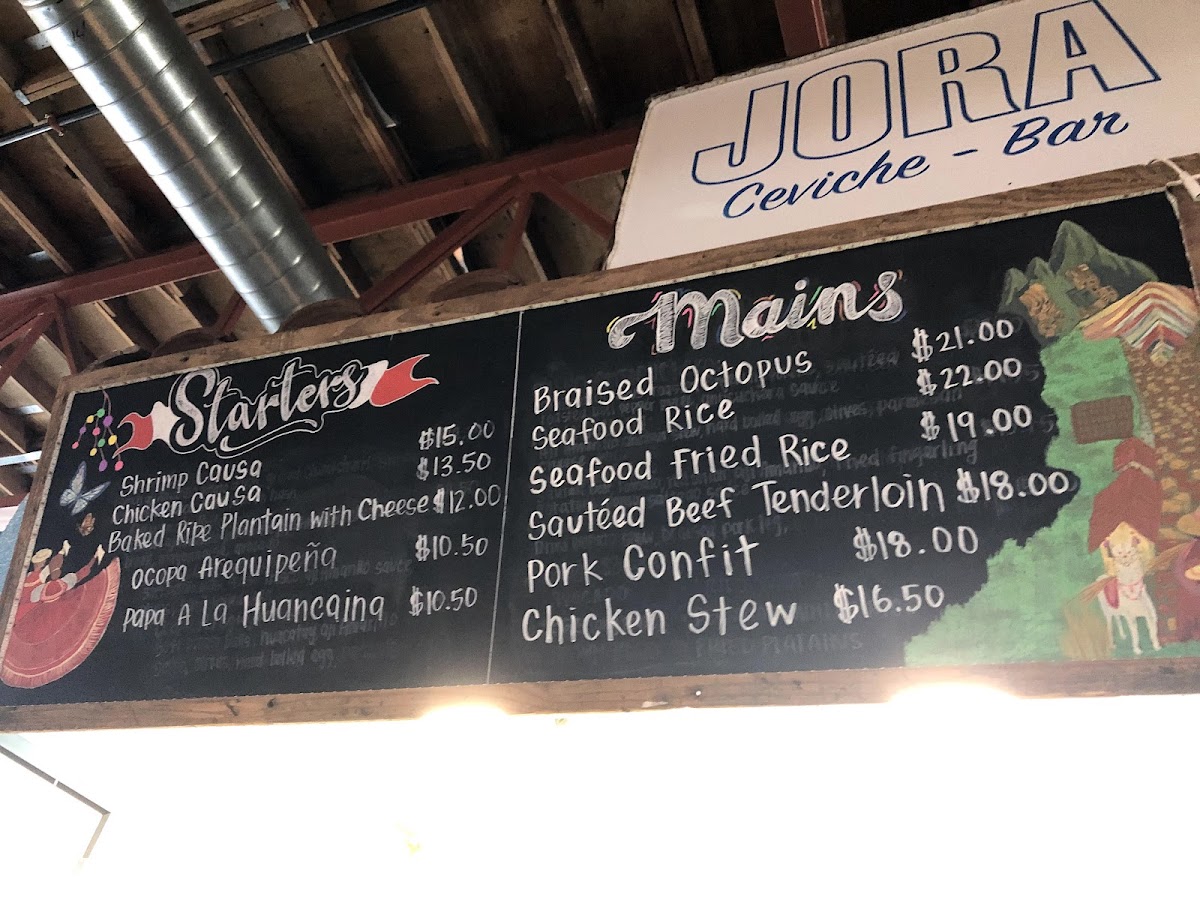 JORA
Ceviche - Bar
Starters
Shrimp Causa $15.00
Chicken Causa $13.50
Baked Ripe Plantain with Cheese $12.00
Ocopa Arequipeña $10.50
Papa A La Huancaina $10.50
Mains
Braised Octopus $21.00
Seafood Rice $22.00
Seafood Fried Rice $19.00
Sautéed Beef Tenderloin $18.00
Pork Confit $18.00
Chicken Stew $16.50
FRIED PLATAINS